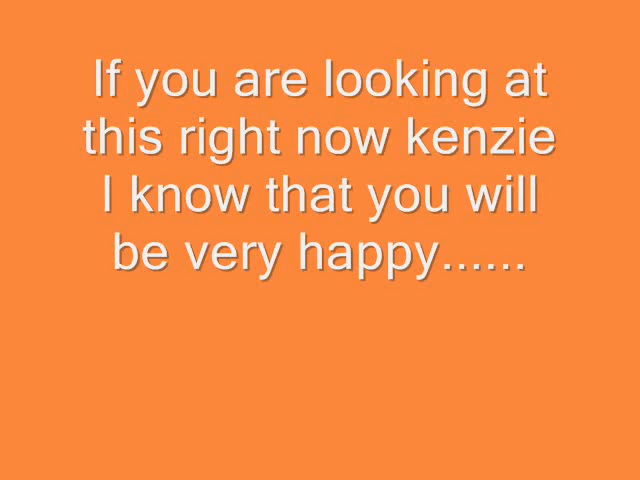 If you are looking at
this right now kenzie
I know that you will
be very happy......